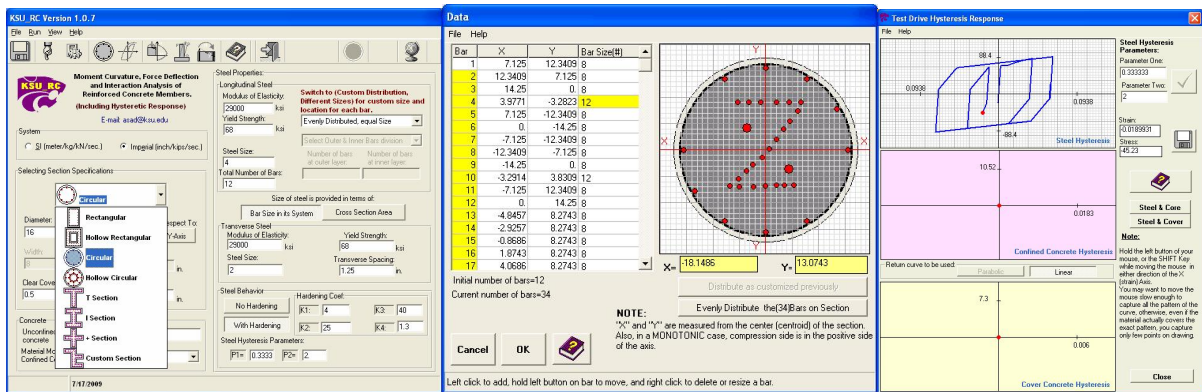 KSU_RC Version 1.0.7
File Run View Help
KSU_RC
Moment Curvature, Force Deflection
and Interaction Analysis of
Reinforced Concrete Members.
(Including Hysteretic Response)
E-mail: asad@ksu.edu
System
SI (meter/kg/kN/sec.)
Imperial (inch/kips/sec.)
Selecting Section Specifications
Circular
Rectangular
Hollow Rectangular
Circular
Hollow Circular
T Section
I Section
+ Section
Custom Section
Diameter:
16
Width:
8
Clear Cove
0.5
spect To:
Y-Axis
in.
in.
Concrete
Unconfine
concrete
Material Mo
Confined Co
7/17/2009
Steel Properties:
Longitudinal Steel
Modulus of Elasticity:
29000 ksi
Yield Strength:
68 ksi
Steel Size:
4
Total Number of Bars:
12
Switch to (Custom Distribution,
Different Sizes) for custom size and
location for each bar.
Evenly Distributed, equal Size
Select Outer & Inner Bars division
Number of bars
at outer layer:
Number of bars
at inner layer:
Size of steel is provided in terms of:
Bar Size in its System
Cross Section Area
Transverse Steel
Modulus of Elasticity:
29000 ksi
Yield Strength:
68 ksi
Steel Size:
2
Transverse Spacing:
1.25 in.
Steel Behavior
No Hardening
With Hardening
Hardening Coef:
K1: 4
K3: 40
K2: 25
K4: 1.3
Steel Hysteresis Parameters:
P1= 0.3333 P2= 2.
Data
File Help
Bar X Y Bar Size(#)
1 7.125 12.3409 8
2 12.3409 7.125 8
3 14.25 0. 8
4 3.9771 -3.2823 12
5 7.125 -12.3409 8
6 0. -14.25 8
7 -7.125 -12.3409 8
8 -12.3409 -7.125 8
9 -14.25 0. 8
10 -3.2914 3.8309 12
11 -7.125 12.3409 8
12 0. 14.25 8
13 -4.8457 8.2743 8
14 -2.9257 8.2743 8
15 -0.8686 8.2743 8
16 1.8743 8.2743 8
17 4.0686 8.2743 8
Y
X
X
Y
X= -18.1486
Y= 13.0743
Initial number of bars=12
Current number of bars=34
Distribute as customized previously
Evenly Distribute the(34)Bars on Section
Cancel
OK
NOTE:
"X" and "Y" are measured from the center (centroid) of the section.
Also, in a MONOTONIC case, compression side is in the positive side
of the axis.
Left click to add, hold left button on bar to move, and right click to delete or resize a bar.
Test Drive Hysteresis Response
File Help
88.4
0.0938
0.0938
-88.4
Steel Hysteresis
10.52
0.0183
Confined Concrete Hysteresis
Return curve to be used:
Parabolic
Linear
7.3
0.006
Cover Concrete Hysteresis
Steel Hysteresis
Parameters:
Parameter One:
0.333333
Parameter Two:
2
Strain:
-0.0189931
Stress:
-45.23
Steel & Core
Steel & Cover
Note:
Hold the left button of your
mouse, or the SHIFT Key
while moving the mouse in
either direction of the X
(strain) Axis.
You may want to move the
mouse slow enough to
capture all the pattern of the
curve, otherwise, even if the
material actually covers the
exact pattern, you capture
only few points on drawing.
Close